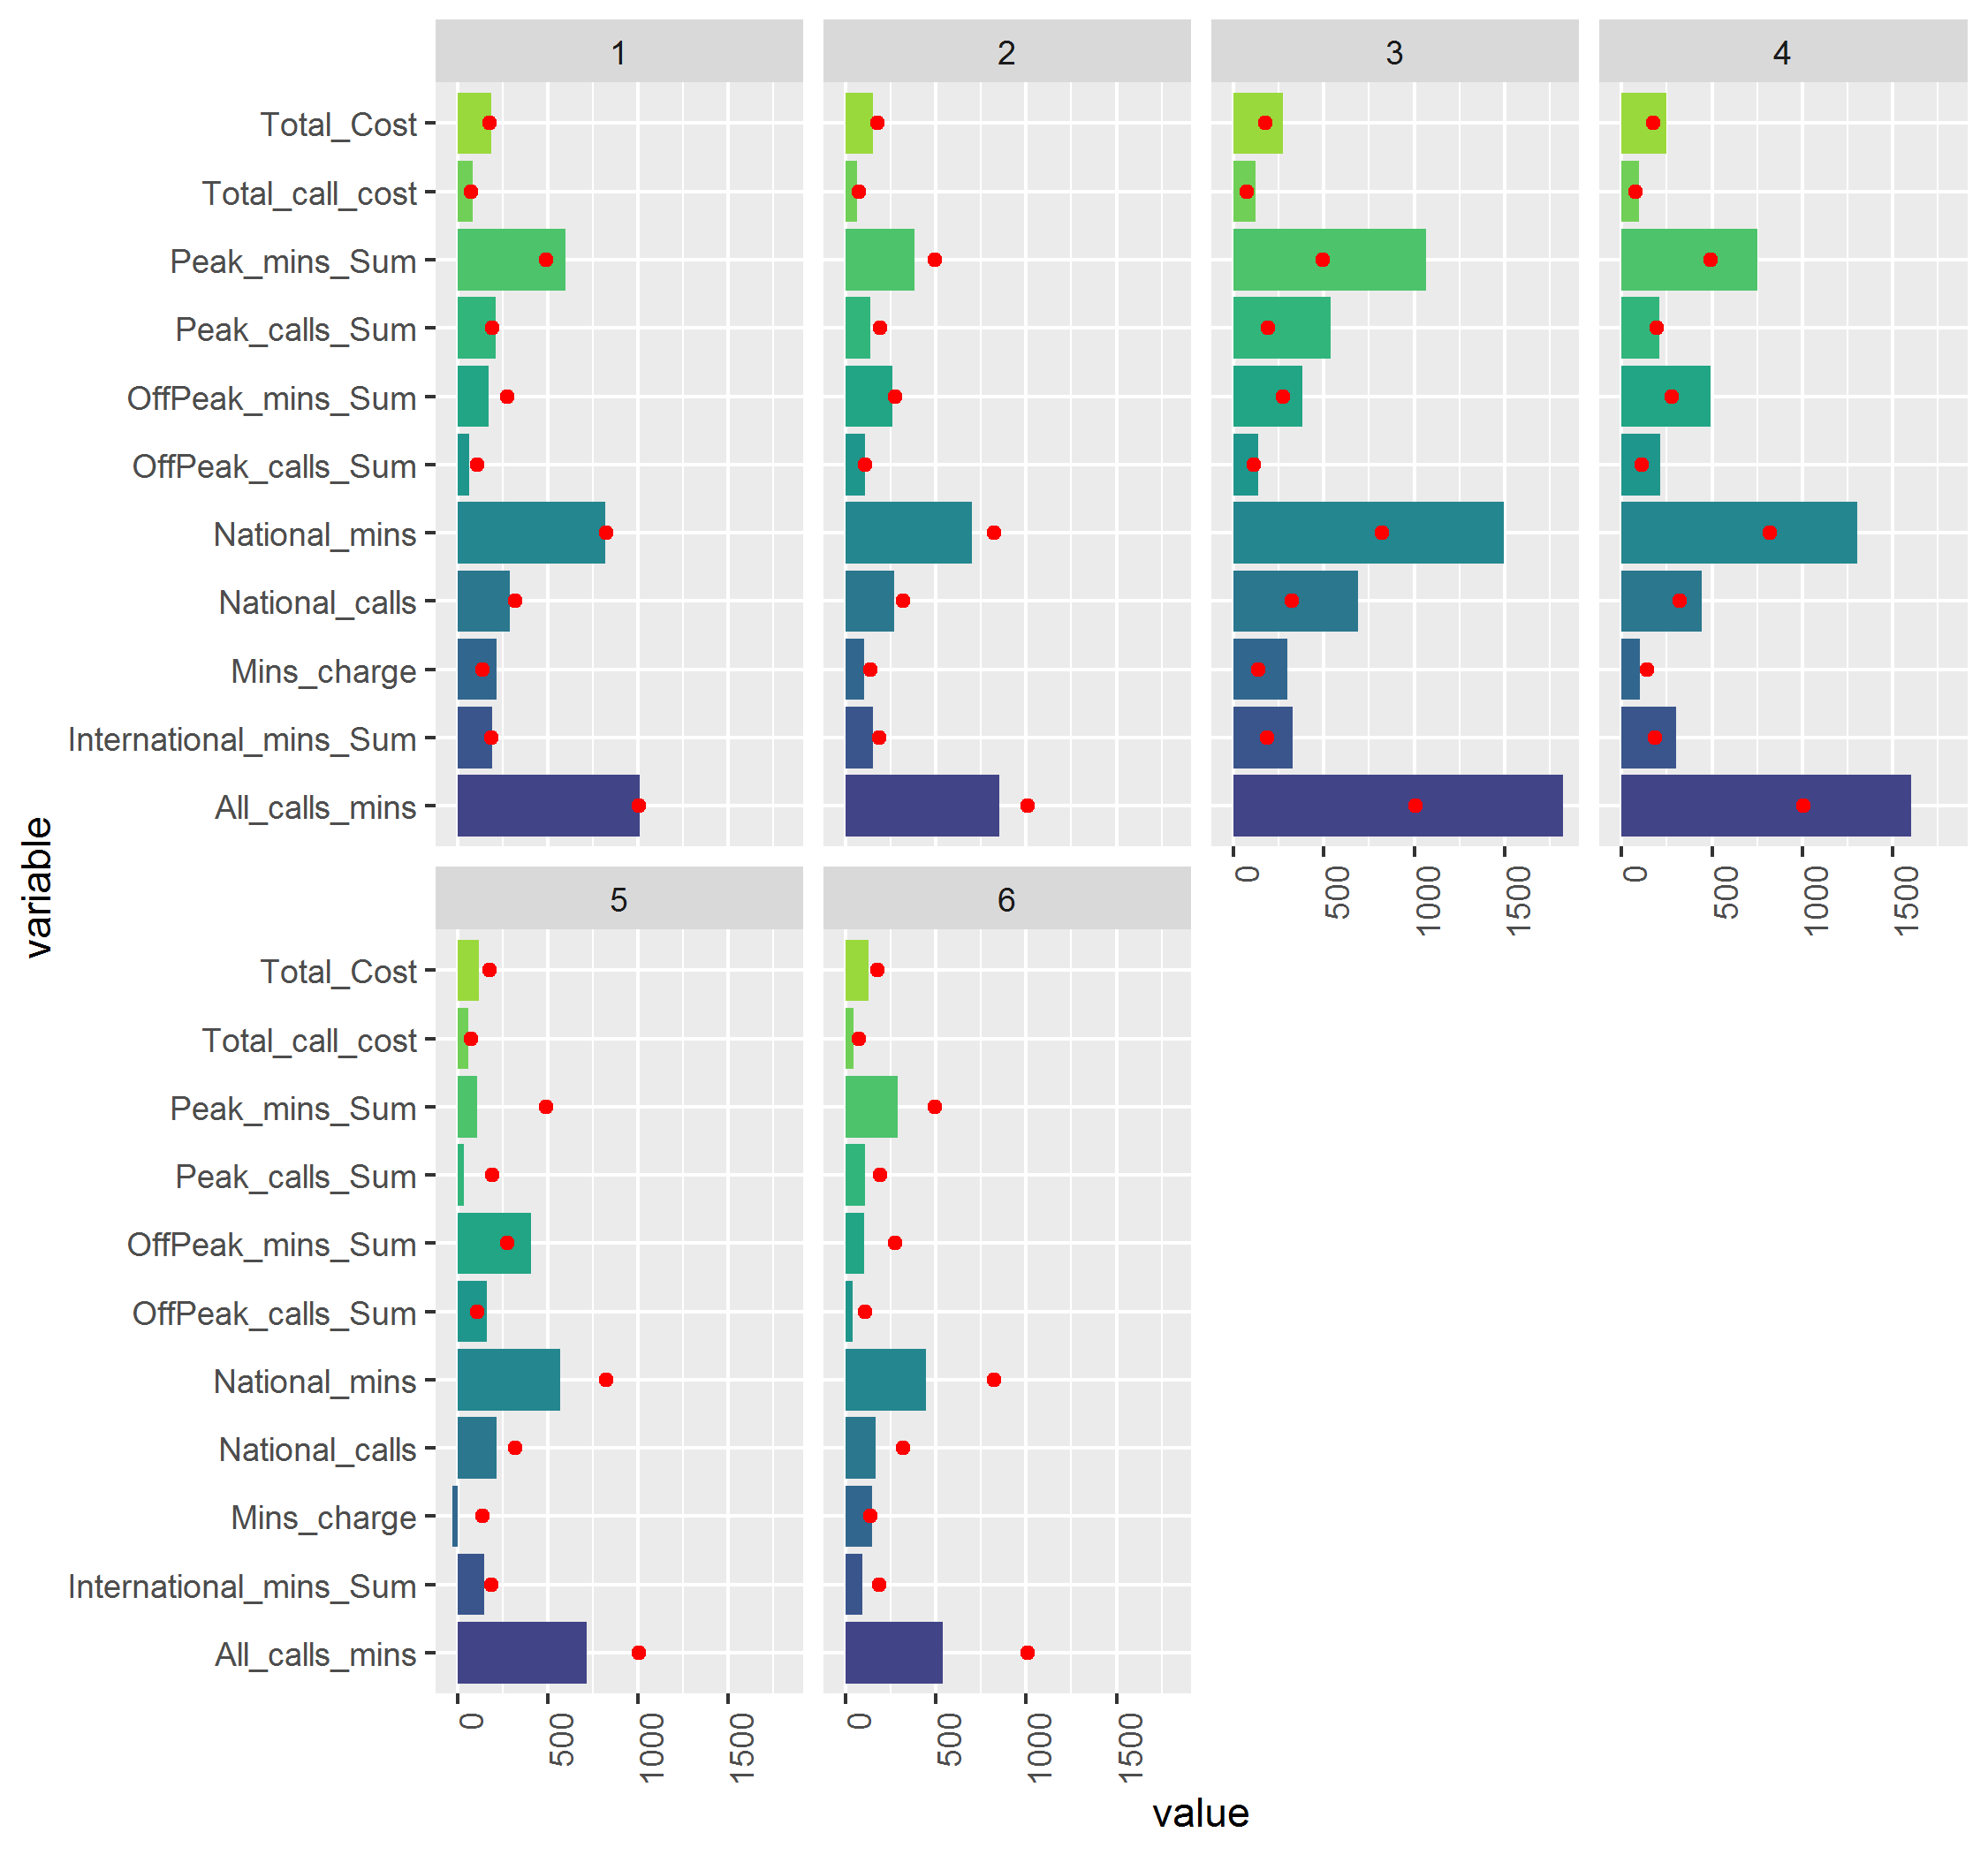 1
2
3
4
Total_Cost
Total_call_cost
Peak_mins_Sum
Peak_calls_Sum
OffPeak_mins_Sum
OffPeak_calls_Sum
National_mins
National_calls
Mins_charge
International_mins_Sum
All_calls_mins
0
500
1000
1500
0
500
1000
1500
5
6
Total_Cost
Total_call_cost
Peak_mins_Sum
Peak_calls_Sum
OffPeak_mins_Sum
OffPeak_calls_Sum
National_mins
National_calls
Mins_charge
International_mins_Sum
All_calls_mins
0
500
1000
1500
0
500
1000
1500
variable
value